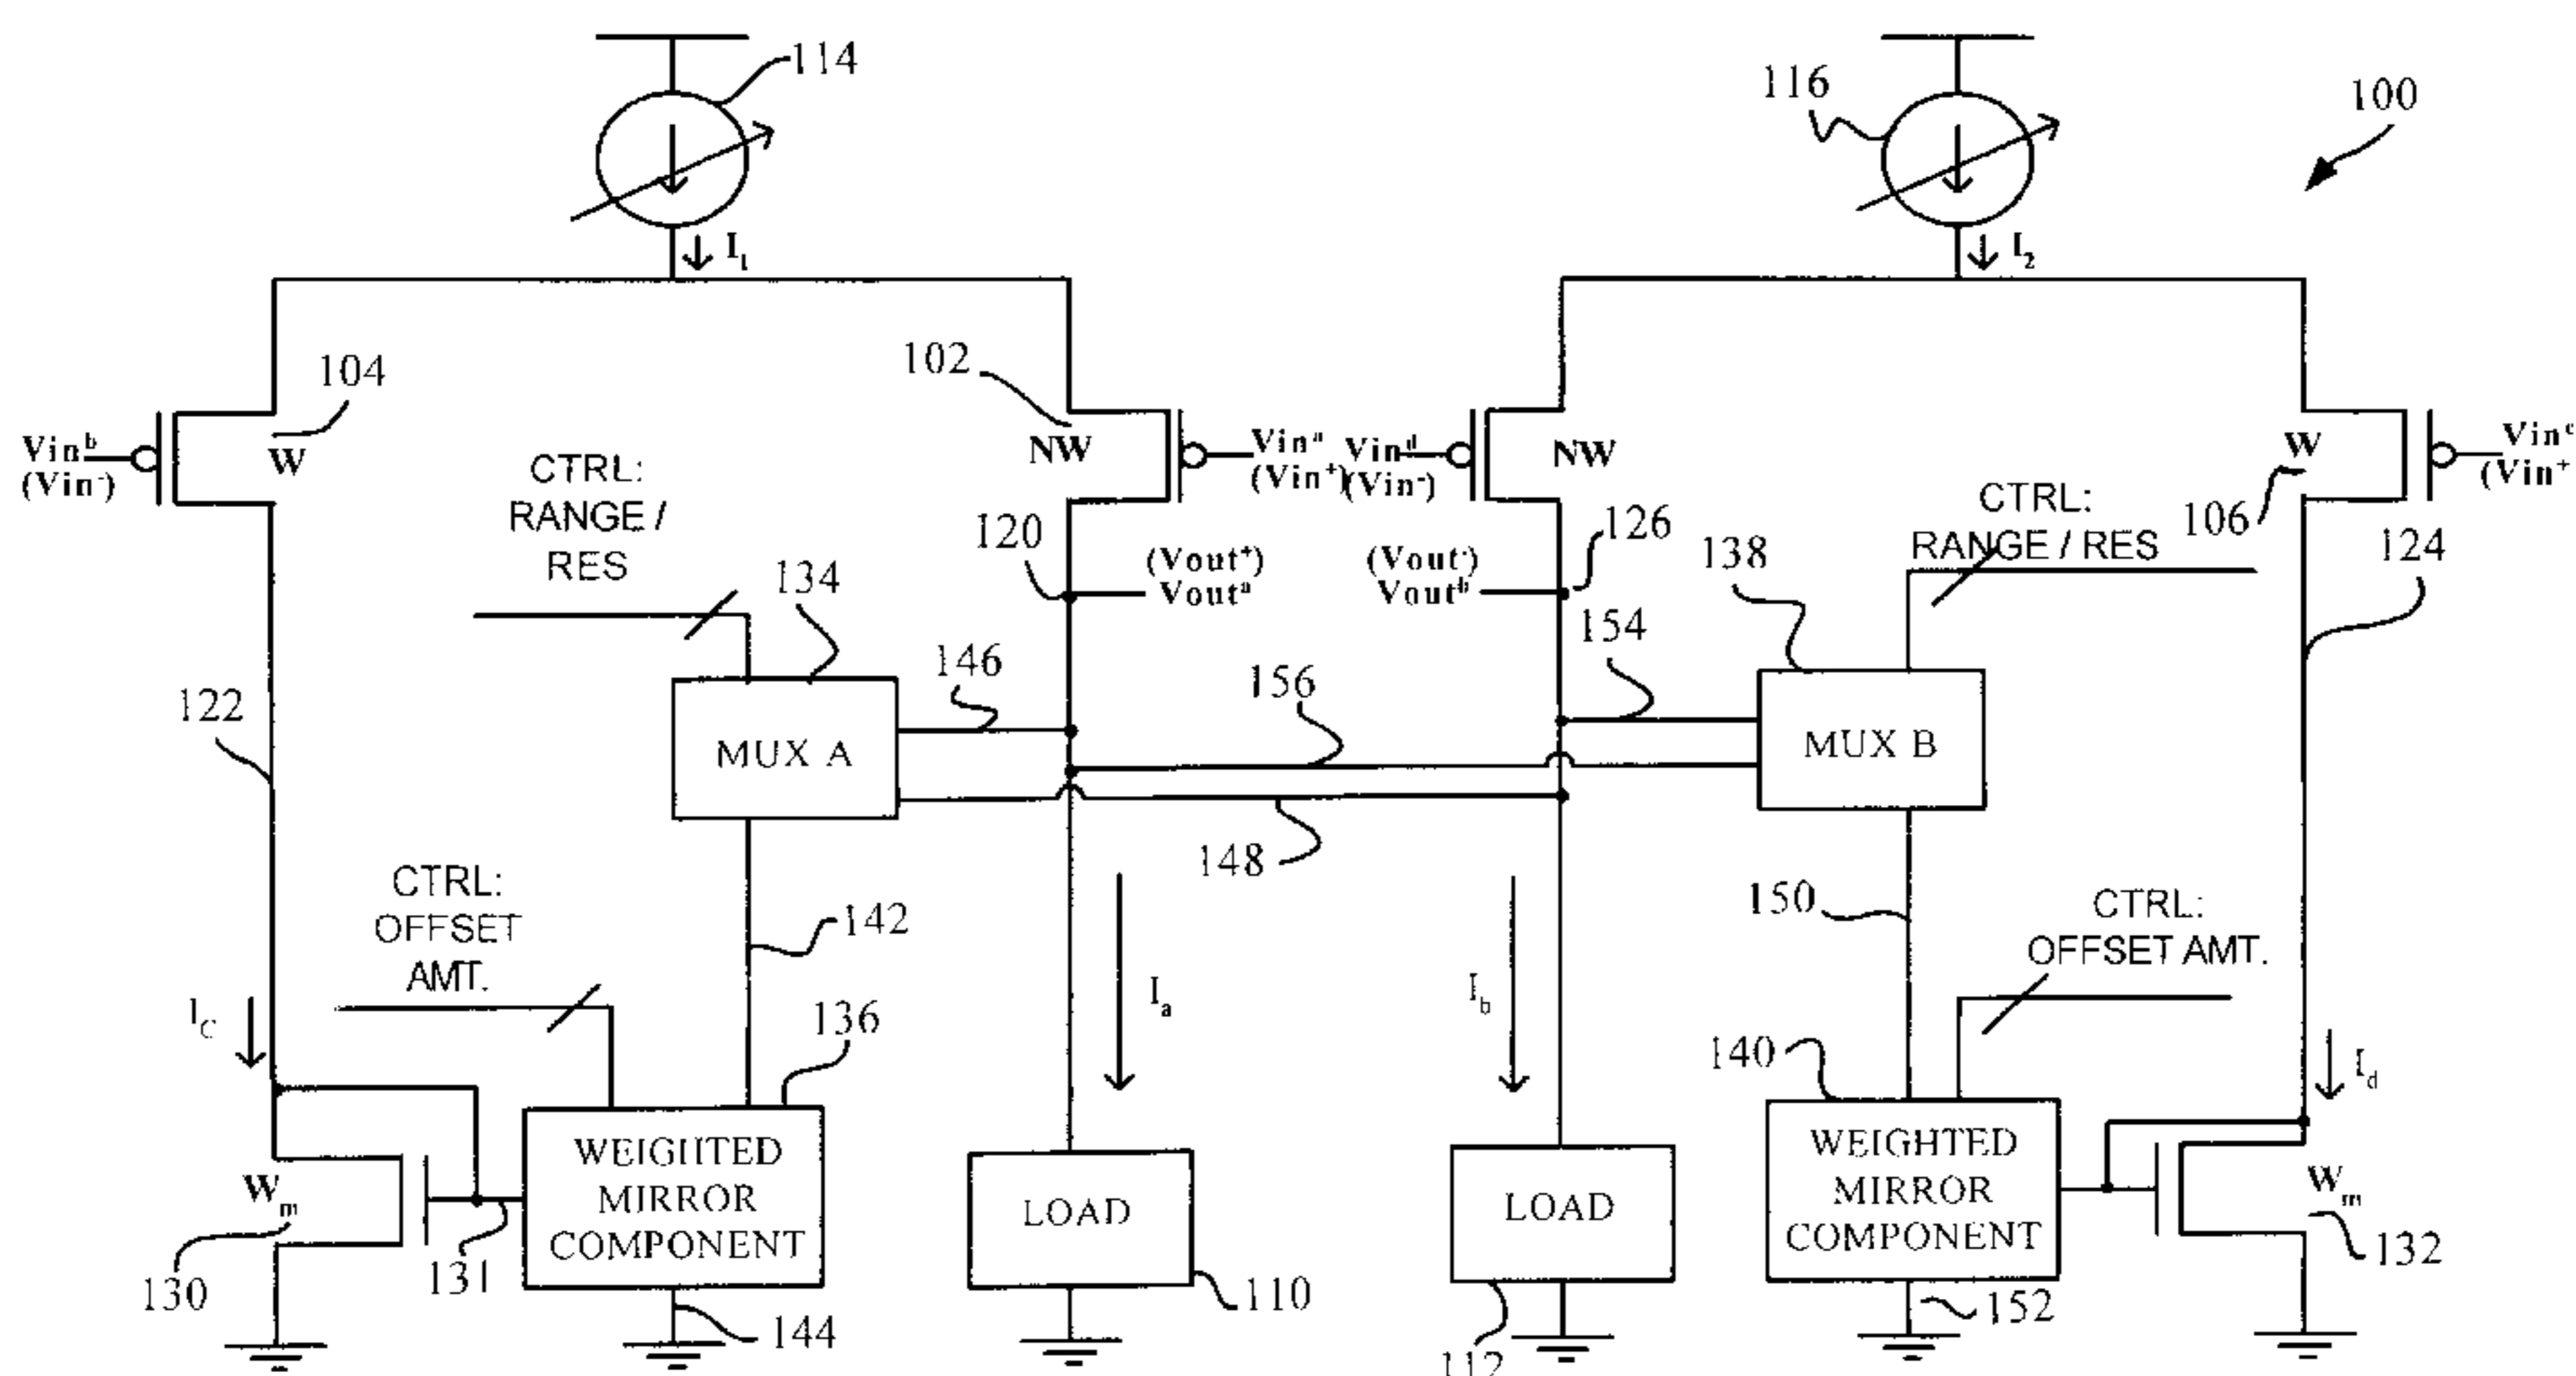 114
116
100
I1
I2
104
102
Vinᵇ
(Vin⁻)
W
NW
Vinᵃ
(Vin⁺)
Vinᵈ
(Vin⁻)
NW
W
Vinᶜ
(Vin⁺
CTRL:
RANGE /
RES
CTRL:
RANGE / RES
106
120
(Vout⁺)
Voutᵃ
(Vout⁻)
Voutᵇ
126
124
134
138
154
146
156
122
MUX A
MUX B
148
CTRL:
OFFSET
AMT.
142
150
CTRL:
OFFSET AMT.
IC
136
Ia
Ib
140
Id
WEIGHTED
MIRROR
COMPONENT
WEIGHTED
MIRROR
COMPONENT
Wm
LOAD
LOAD
Wm
130
131
110
132
144
112
152